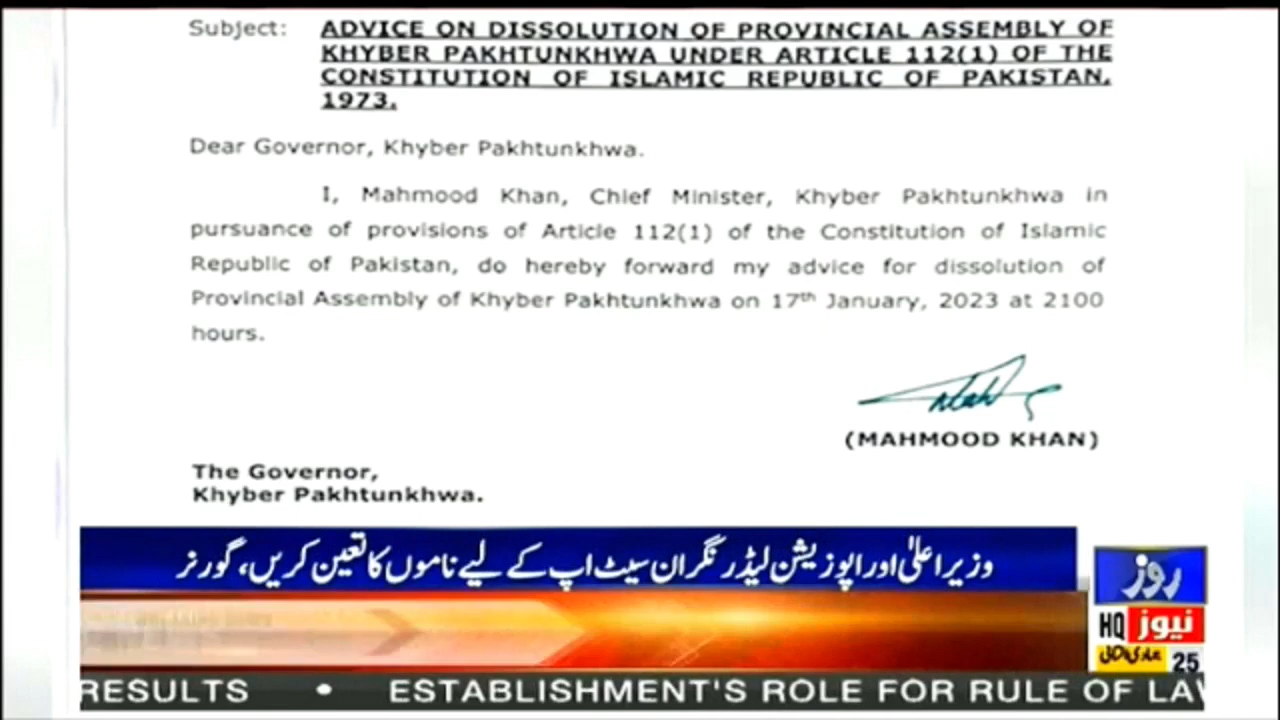 Subject: ADVICE ON DISSOLUTION OF PROVINCIAL ASSEMBLY OF
KHYBER PAKHTUNKHWA UNDER ARTICLE 112(1) OF THE
CONSTITUTION OF ISLAMIC REPUBLIC OF PAKISTAN,
1973.
Dear Governor, Khyber Pakhtunkhwa.
I, Mahmood Khan, Chief Minister, Khyber Pakhtunkhwa in
pursuance of provisions of Article 112(1) of the Constitution of Islamic
Republic of Pakistan, do hereby forward my advice for dissolution of
Provincial Assembly of Khyber Pakhtunkhwa on 17th January, 2023 at 2100
hours.
(MAHMOOD KHAN)
The Governor,
Khyber Pakhtunkhwa.
وزیراعلیٰ اور اپوزیشن لیڈر نگران سیٹ اپ کے لیے ناموں کا تعین کریں، گورنر
روز
HQ نیوز
25
RESULTS • ESTABLISHMENT'S ROLE FOR RULE OF LAW